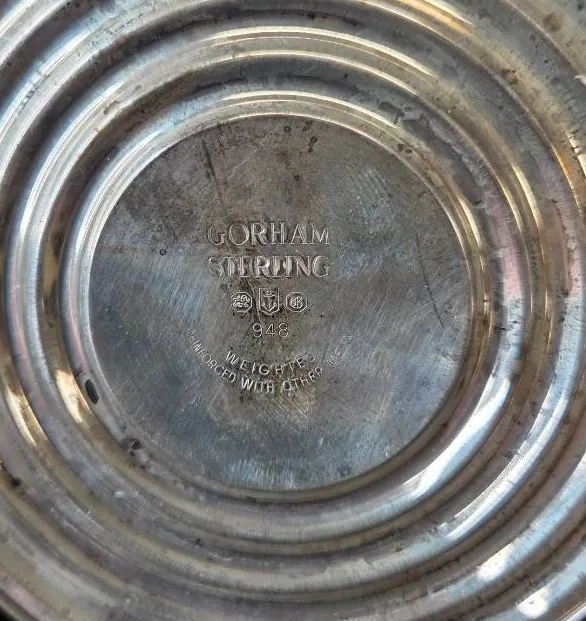 GORHAM
STERLING
948
WEIGHTED
REINFORCED WITH OTHER METAL